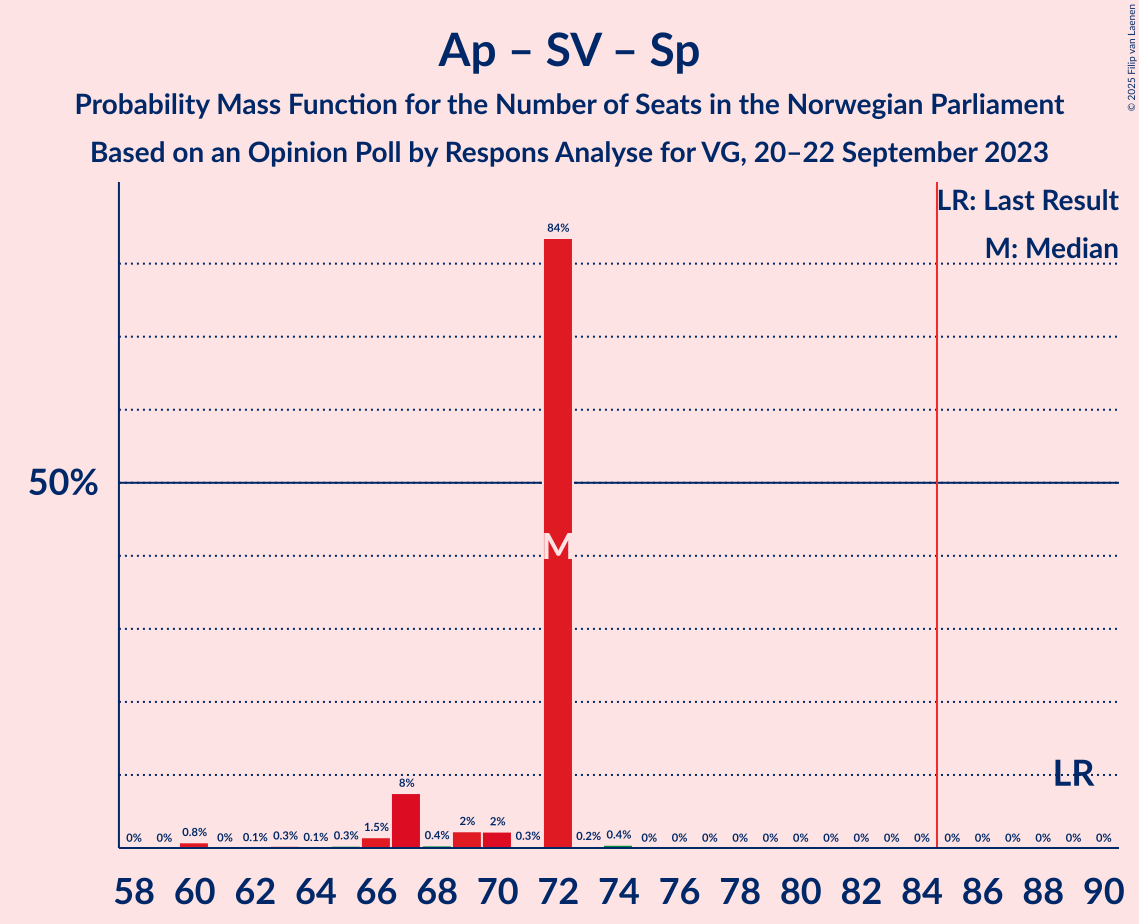 Ap – SV – Sp
Probability Mass Function for the Number of Seats in the Norwegian Parliament
Based on an Opinion Poll by Respons Analyse for VG, 20–22 September 2023
© 2025 Filip van Laenen
LR: Last Result
M: Median
50%
84%
M
LR
0% 0% 0.8% 0% 0.1% 0.3% 0.1% 0.3% 1.5% 8% 0.4% 2% 2% 0.3% 0.2% 0.4% 0% 0% 0% 0% 0% 0% 0% 0% 0% 0% 0% 0% 0% 0% 0% 0%
58 60 62 64 66 68 70 72 74 76 78 80 82 84 86 88 90